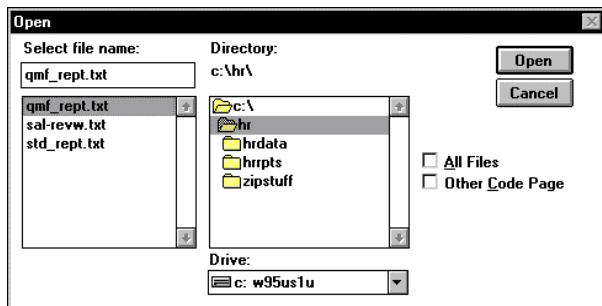 Open
Select file name:
Directory:
qmf_rept.txt
c:\hr\
Open
Cancel
qmf_rept.txt
sal-revw.txt
std_rept.txt
c:\
hr
hrdata
hrrpts
zipstuff
All Files
Other Code Page
Drive:
c: w95us1u